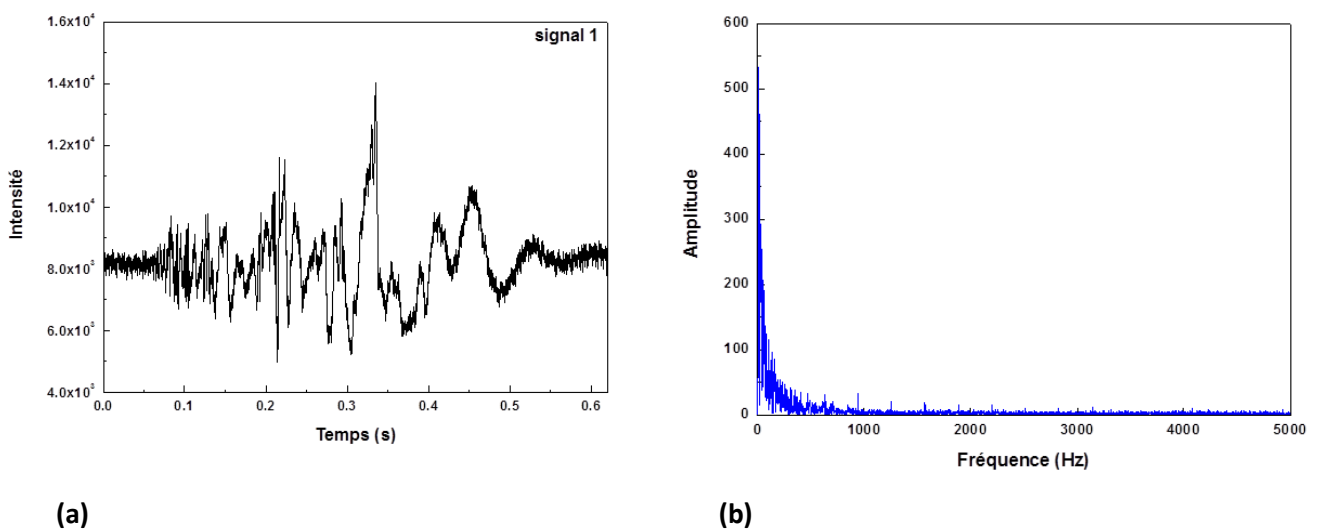 1.6x10⁴
1.4x10⁴
1.2x10⁴
1.0x10⁴
8.0x10³
6.0x10³
4.0x10³
Intensité
signal 1
0.0 0.1 0.2 0.3 0.4 0.5 0.6
Temps (s)
(a)
600
500
400
300
200
100
0
Amplitude
0 1000 2000 3000 4000 5000
Fréquence (Hz)
(b)